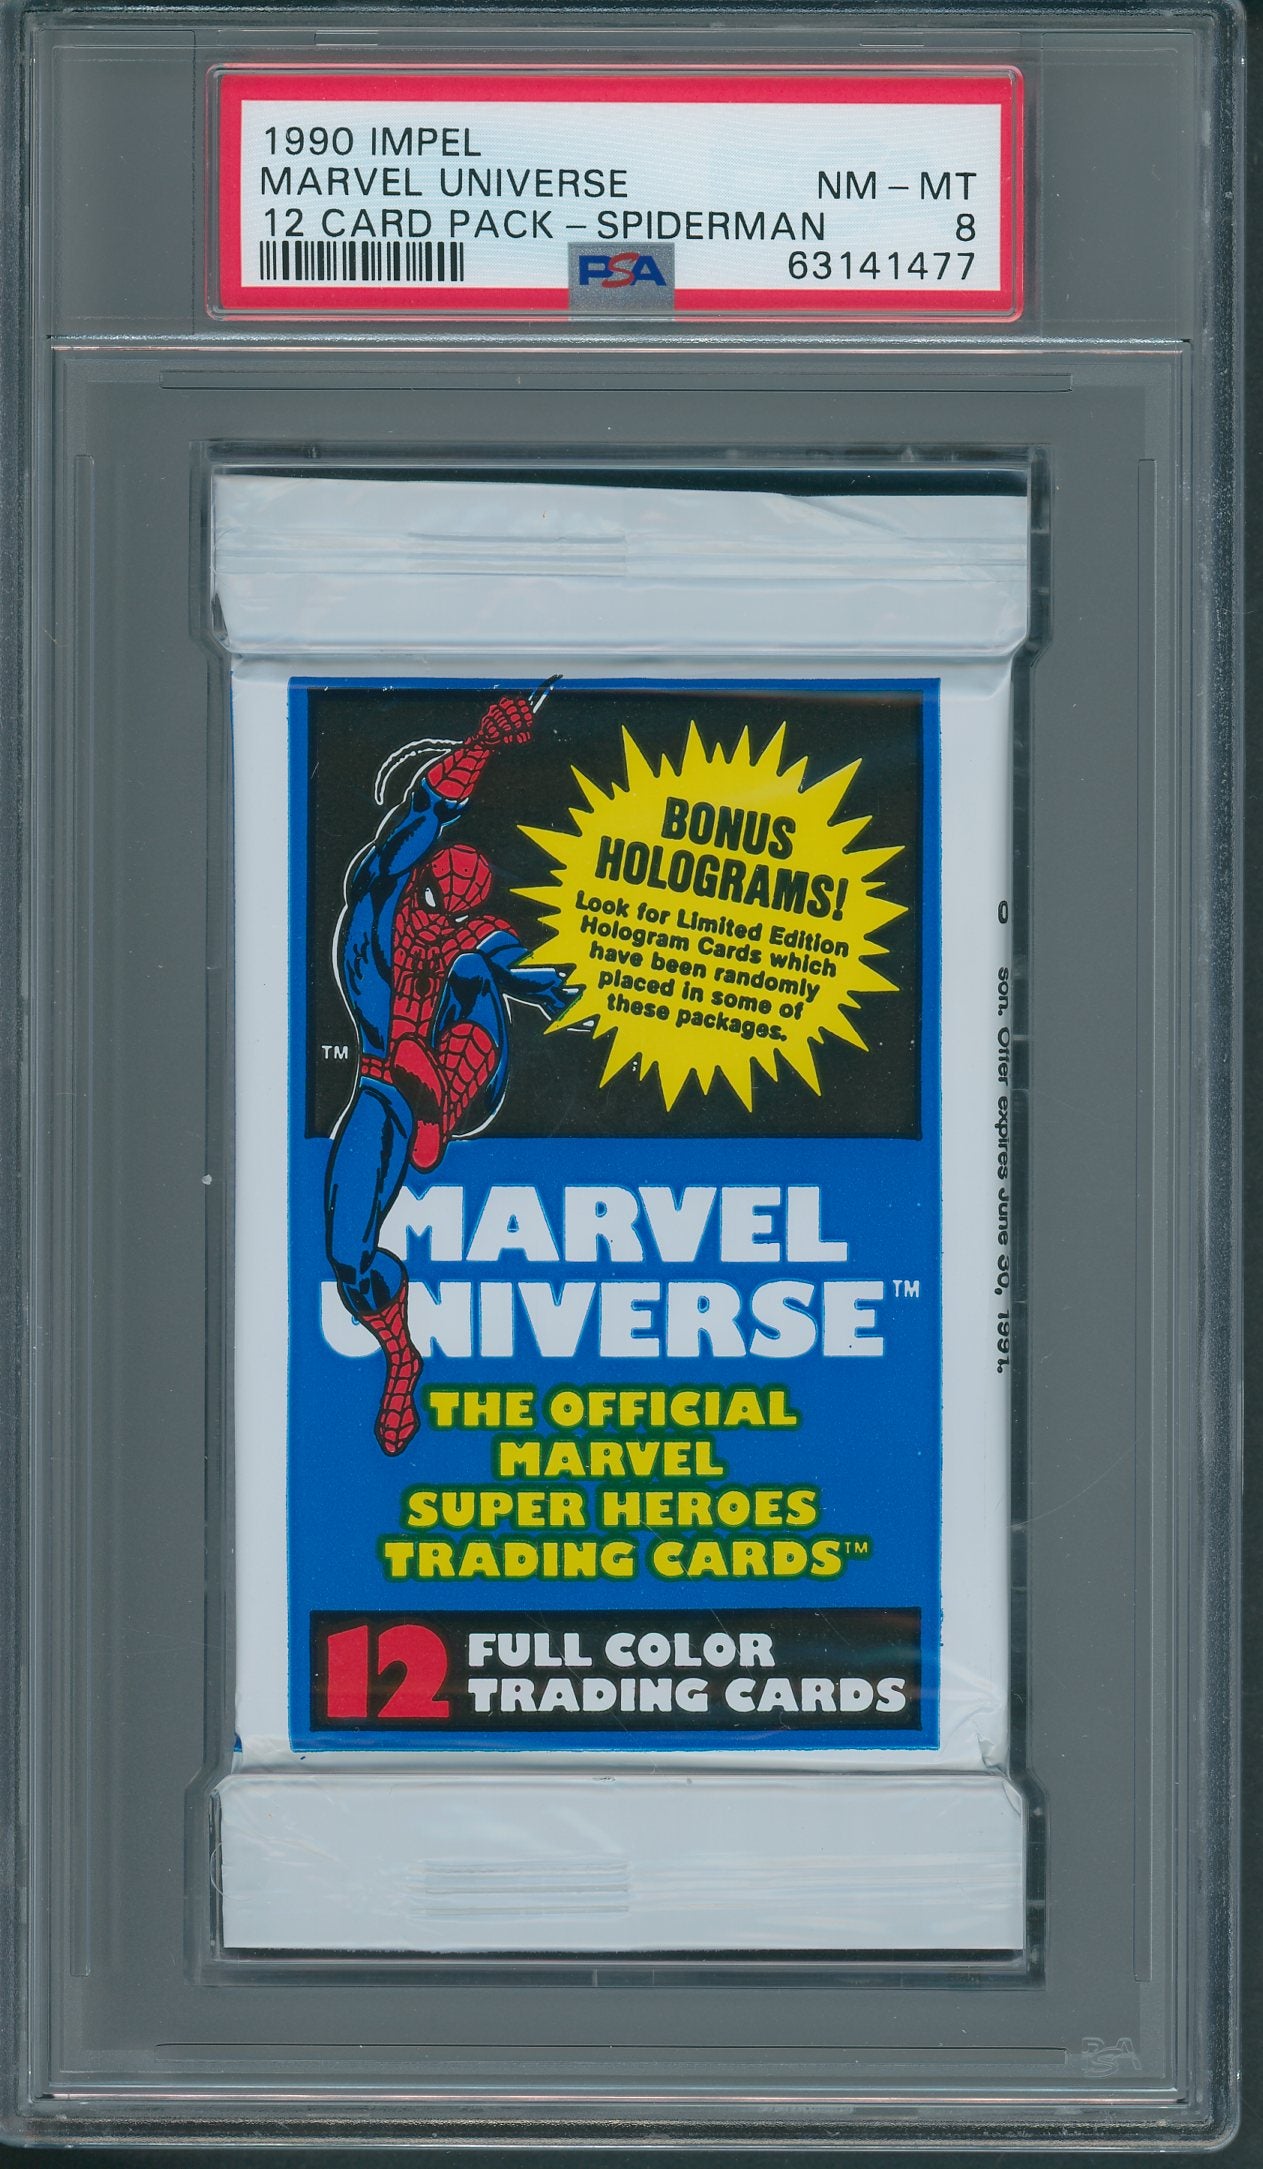 1990 IMPEL
MARVEL UNIVERSE NM - MT
12 CARD PACK - SPIDERMAN 8
PSA 63141477
BONUS
HOLOGRAMS!
Look for Limited Edition
Hologram Cards which
have been randomly
placed in some of
these packages.
TM
MARVEL
UNIVERSE™
THE OFFICIAL
MARVEL
SUPER HEROES
TRADING CARDS™
12 FULL COLOR
TRADING CARDS
son. Offer expires June 30, 1991.
PSA